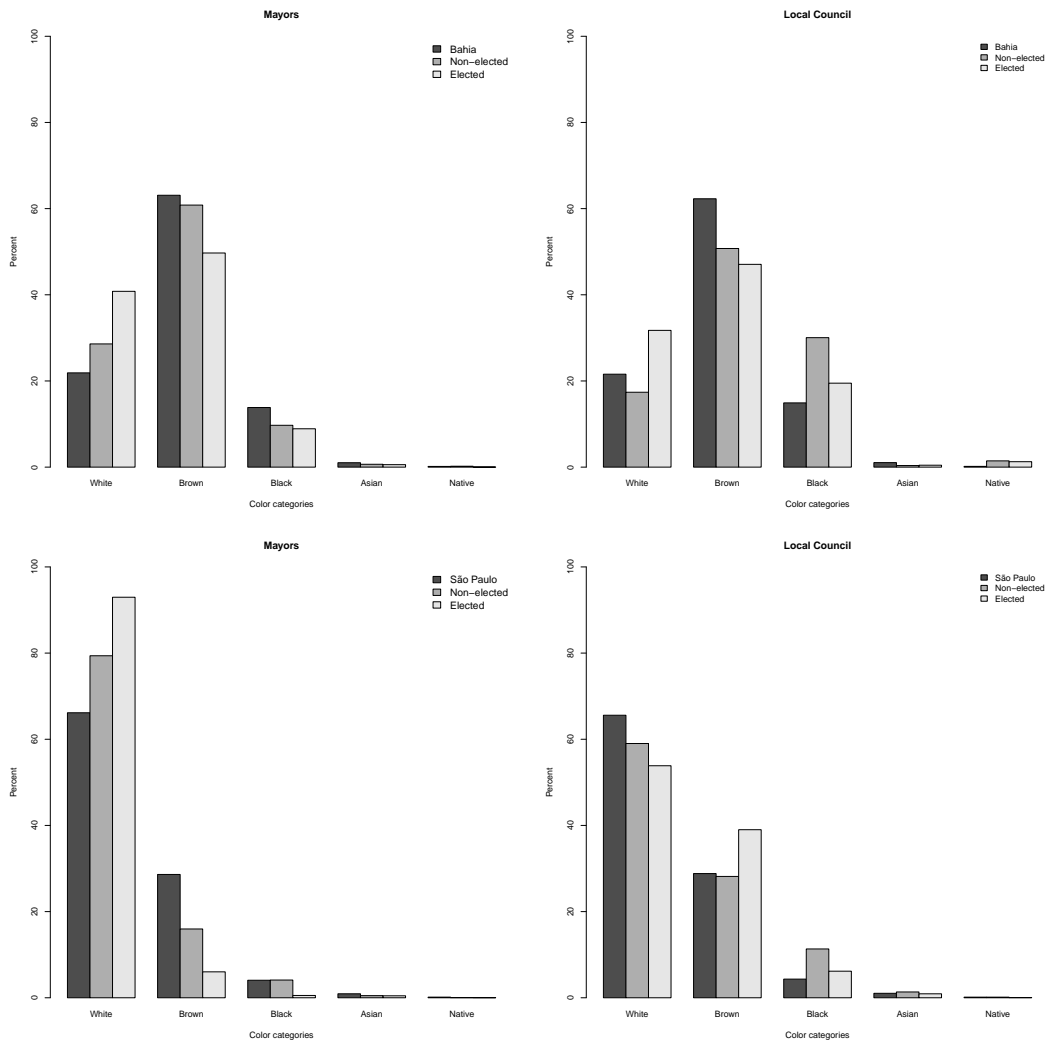 Mayors
Bahia
Non−elected
Elected
Percent
0
20
40
60
80
100
White
Brown
Black
Asian
Native
Color categories
Local Council
Bahia
Non−elected
Elected
Percent
0
20
40
60
80
100
White
Brown
Black
Asian
Native
Color categories
Mayors
São Paulo
Non−elected
Elected
Percent
0
20
40
60
80
100
White
Brown
Black
Asian
Native
Color categories
Local Council
São Paulo
Non−elected
Elected
Percent
0
20
40
60
80
100
White
Brown
Black
Asian
Native
Color categories